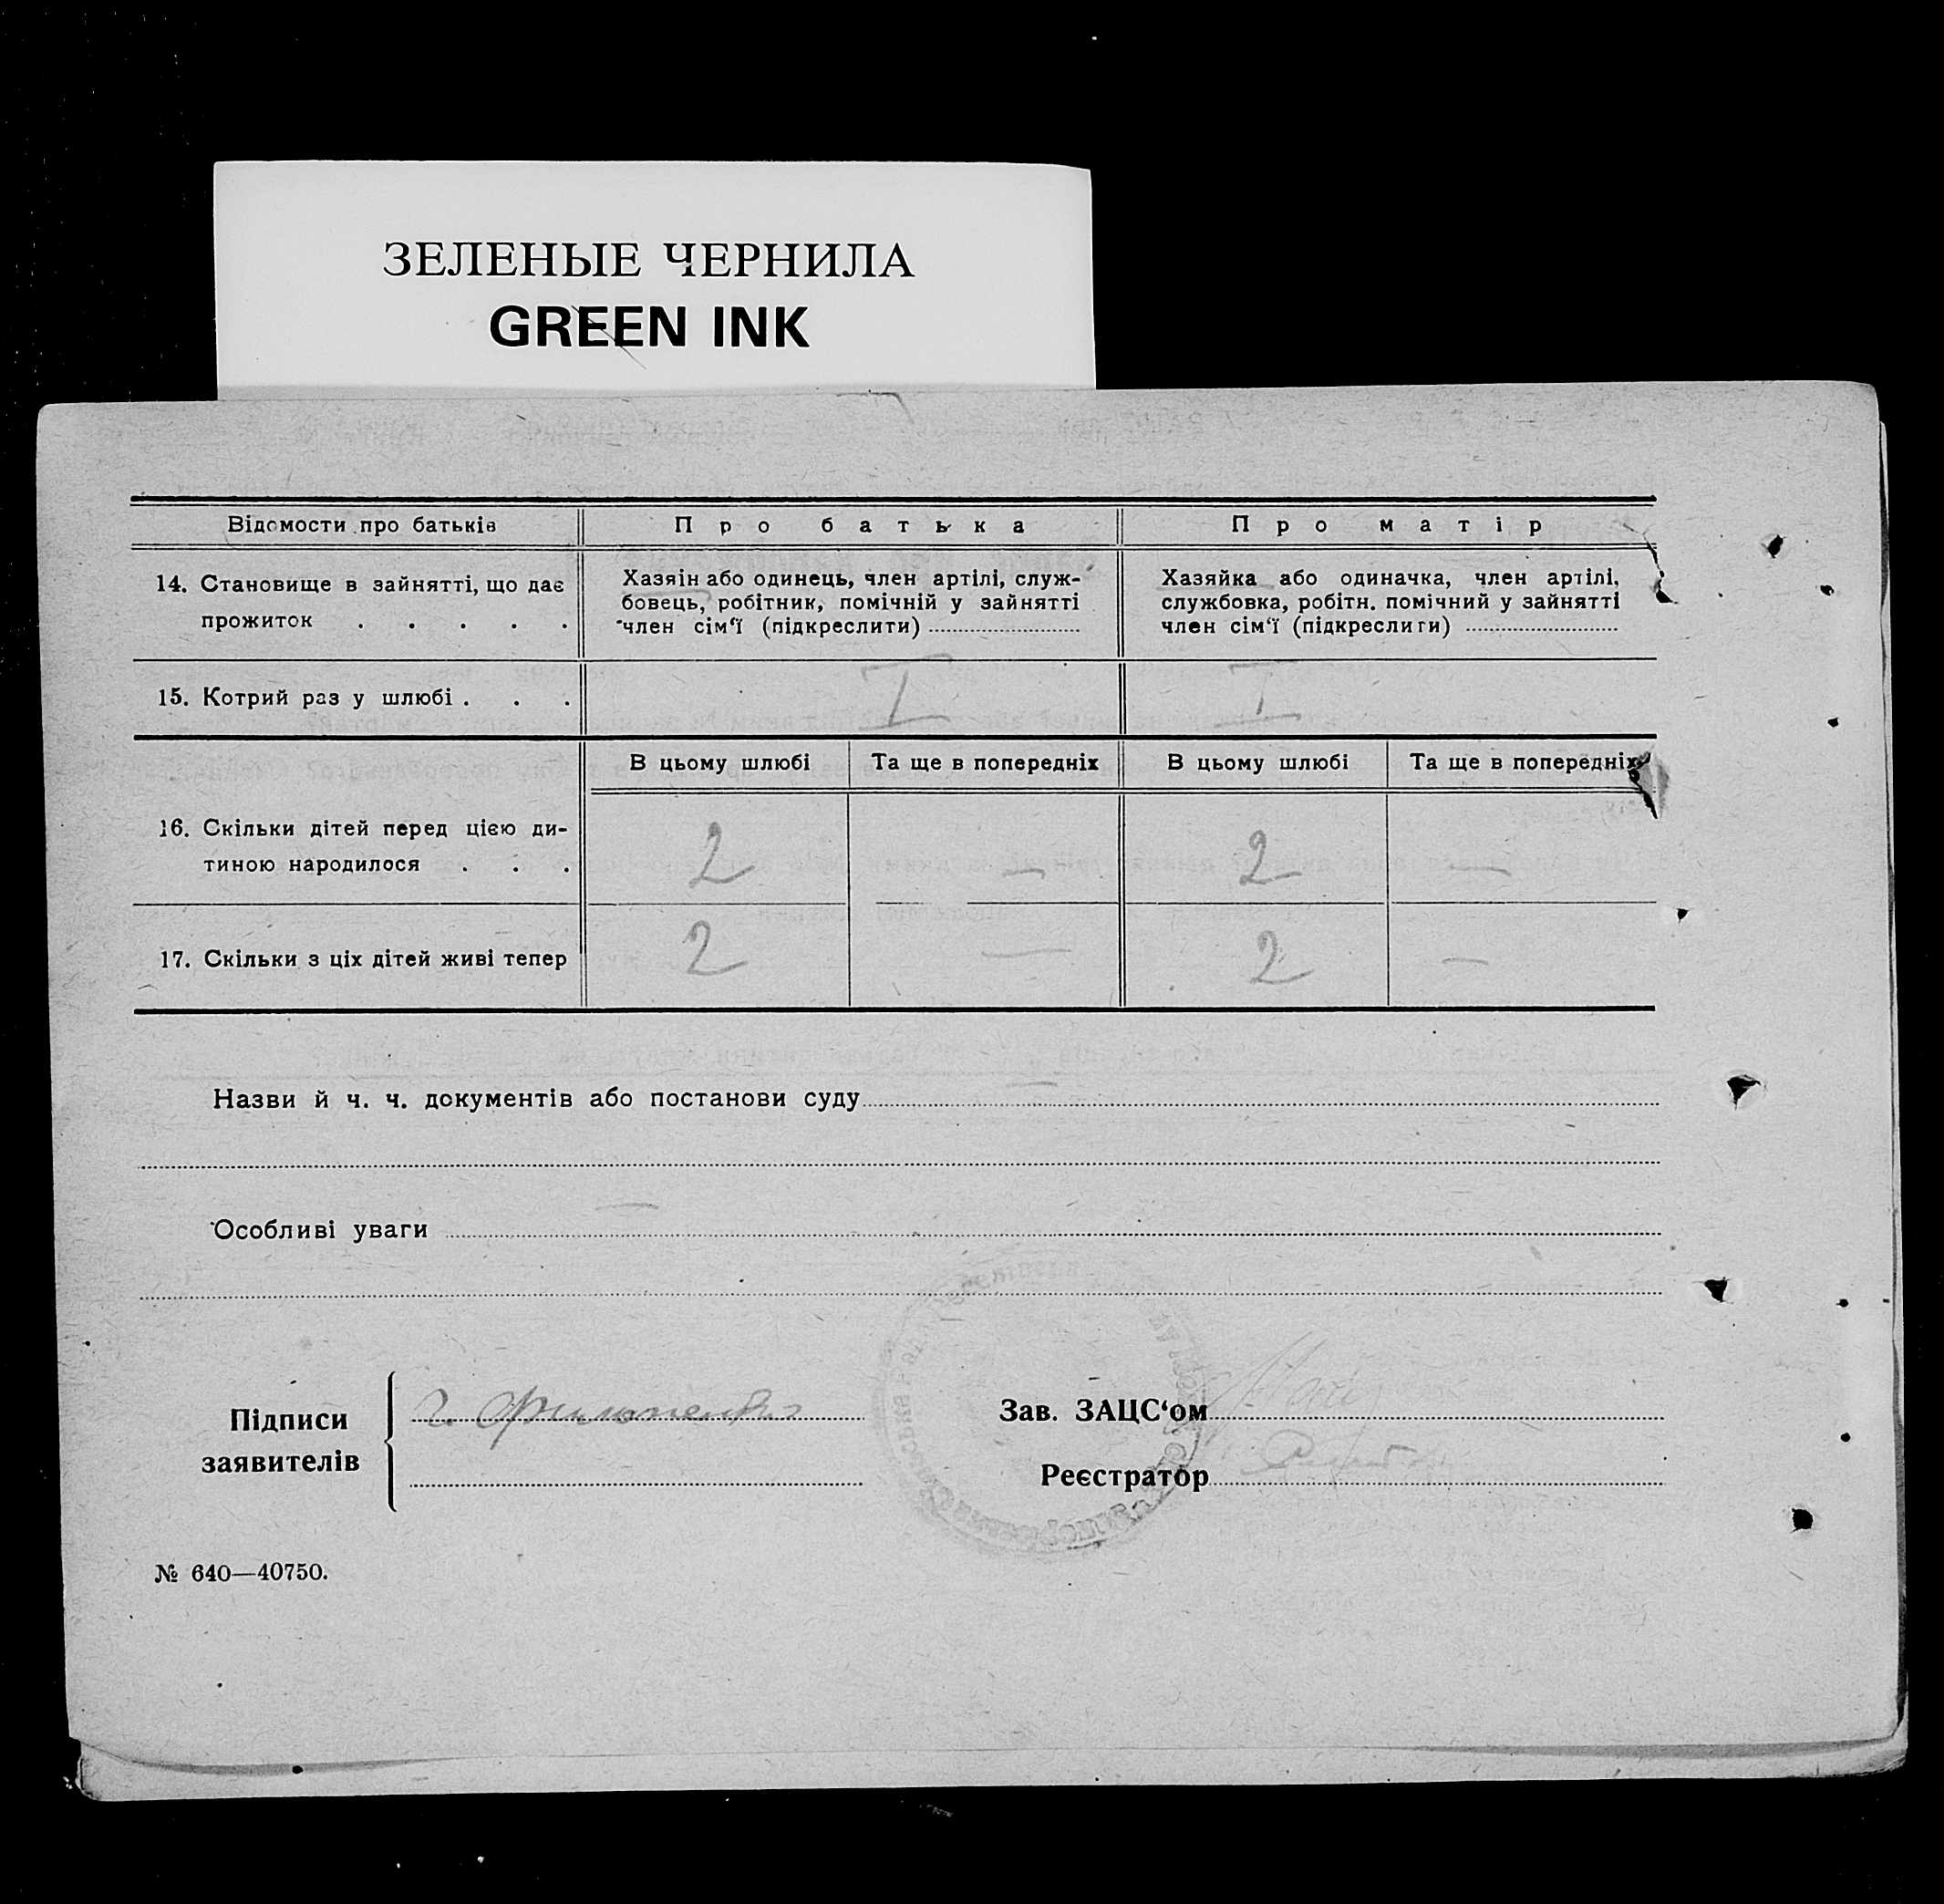 ЗЕЛЕНЫЕ ЧЕРНИЛА
GREEN INK
Відомости про батьків
Про батька
Про матір
14. Становище в зайнятті, що дає
прожиток . . . . .
Хазяін або одинець, член артілі, служ-
бовець, робітник, помічній у зайнятті
член сім‘ї (підкреслити)
Хазяйка або одиначка, член артілі,
службовка, робітн. помічний у зайнятті
член сім‘ї (підкреслити)
15. Котрий раз у шлюбі . . .
I
I
В цьому шлюбі
Та ще в попередніх
В цьому шлюбі
Та ще в попередніх
16. Скільки дітей перед цією ди-
тиною народилося . . .
2
—
2
—
17. Скільки з ціх дітей живі тепер
2
—
2
—
Назви й ч. ч. документів або постанови суду
Особливі уваги
Підписи
заявителів
Зав. ЗАЦС‘ом
Реєстратор
№ 640—40750.